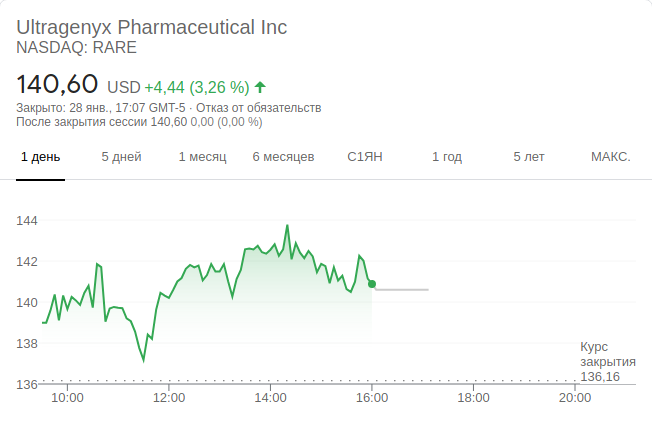 Ultragenyx Pharmaceutical Inc
NASDAQ: RARE
140,60 USD +4,44 (3,26 %)
Закрыто: 28 янв., 17:07 GMT-5 · Отказ от обязательств
После закрытия сессии 140,60 0,00 (0,00 %)
1 день 5 дней 1 месяц 6 месяцев С1ЯН 1 год 5 лет МАКС.
144
142
140
138
Курс
закрытия
136,16
136
10:00 12:00 14:00 16:00 18:00 20:00